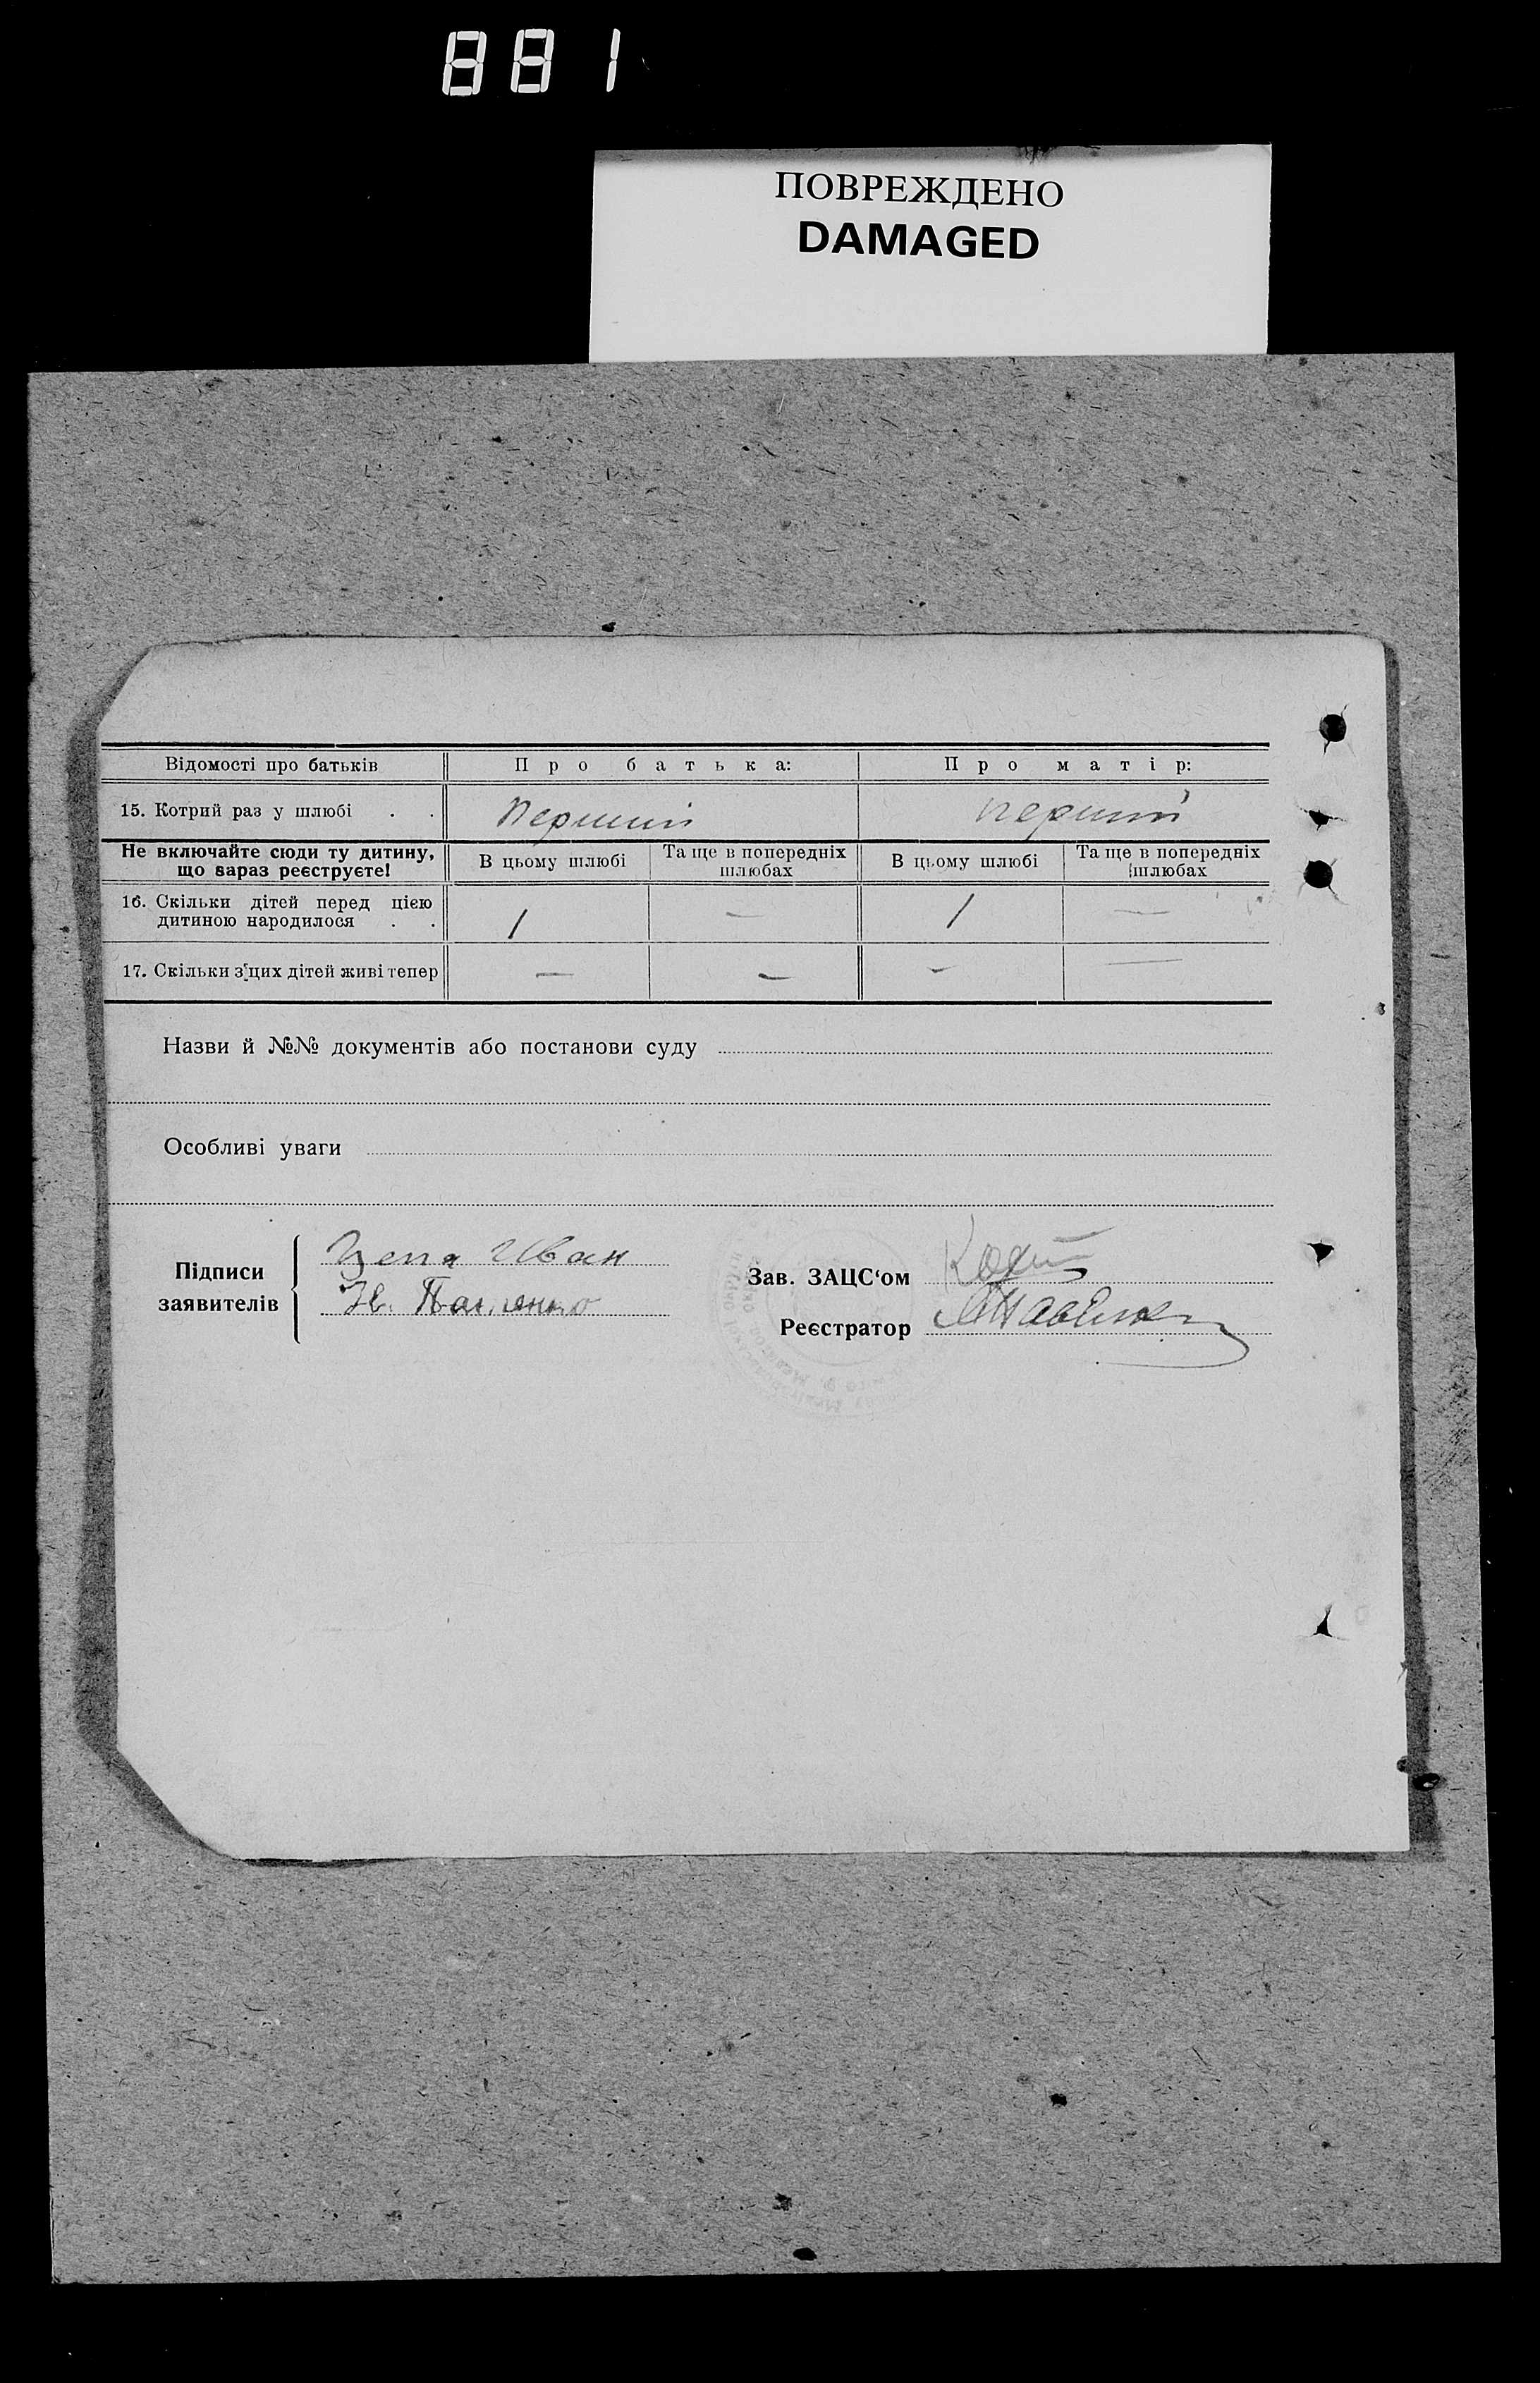 881
ПОВРЕЖДЕНО
DAMAGED
Відомості про батьків
Про батька:
Про матір:
15. Котрий раз у шлюбі . .
Перший
перший
Не включайте сюди ту дитину,
що зараз реєструєте!
В цьому шлюбі
Та ще в попередніх
шлюбах
В цьому шлюбі
Та ще в попередніх
шлюбах
16. Скільки дітей перед цією
дитиною народилося . .
1
—
1
—
17. Скільки з цих дітей живі тепер
—
—
—
—
Назви й №№ документів або постанови суду
Особливі уваги
Підписи
заявителів
Иван
Зав. ЗАЦС‘ом
Реєстратор